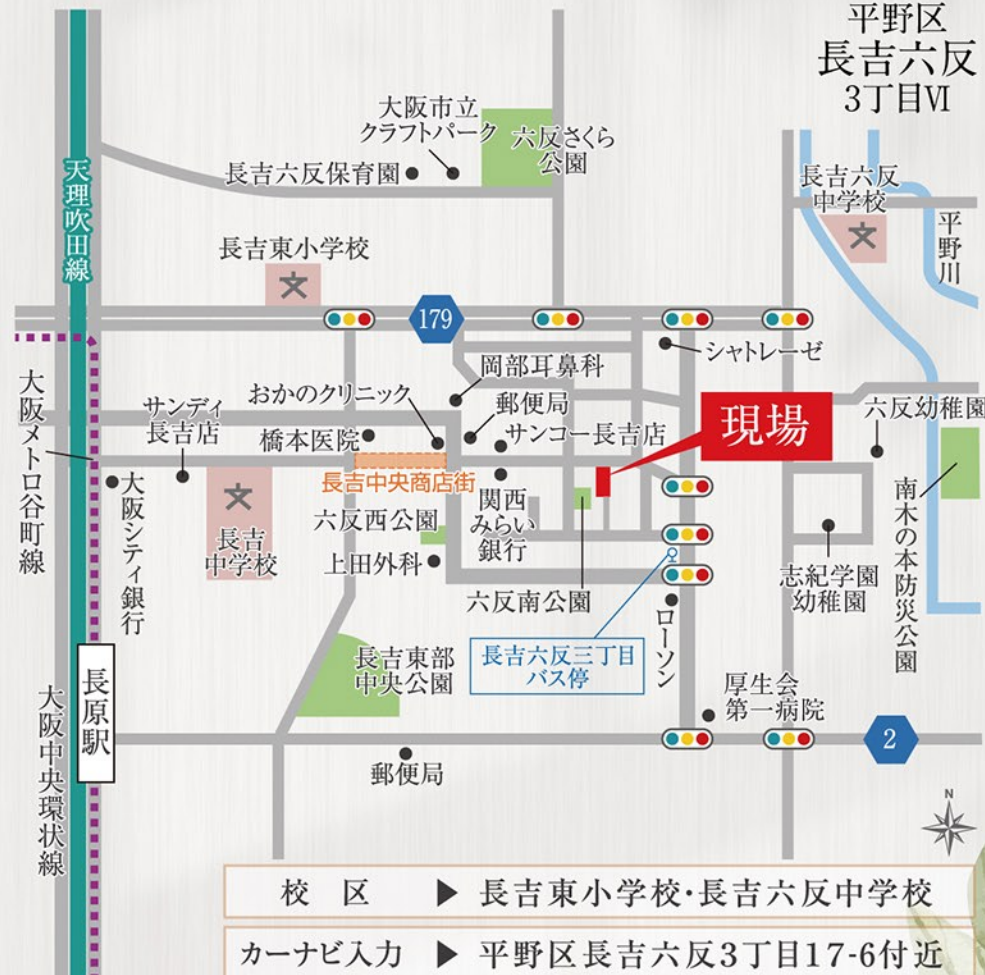 平野区
長吉六反
3丁目Ⅵ
大阪市立
クラフトパーク
六反さくら
公園
長吉六反保育園
天理吹田線
長吉六反
中学校
平野川
長吉東小学校
文
文
179
シャトレーゼ
岡部耳鼻科
おかのクリニック
郵便局
サンディ
長吉店
橋本医院
サンコー長吉店
現場
六反幼稚園
大阪メトロ谷町線
長吉中央商店街
大阪シティ銀行
文
長吉
中学校
六反西公園
関西
みらい
銀行
上田外科
六反南公園
志紀学園
幼稚園
南木の本防災公園
ローソン
長吉六反三丁目
バス停
長吉東部
中央公園
長原駅
大阪中央環状線
厚生会
第一病院
2
郵便局
N
校区 ▶ 長吉東小学校・長吉六反中学校
カーナビ入力 ▶ 平野区長吉六反3丁目17-6付近